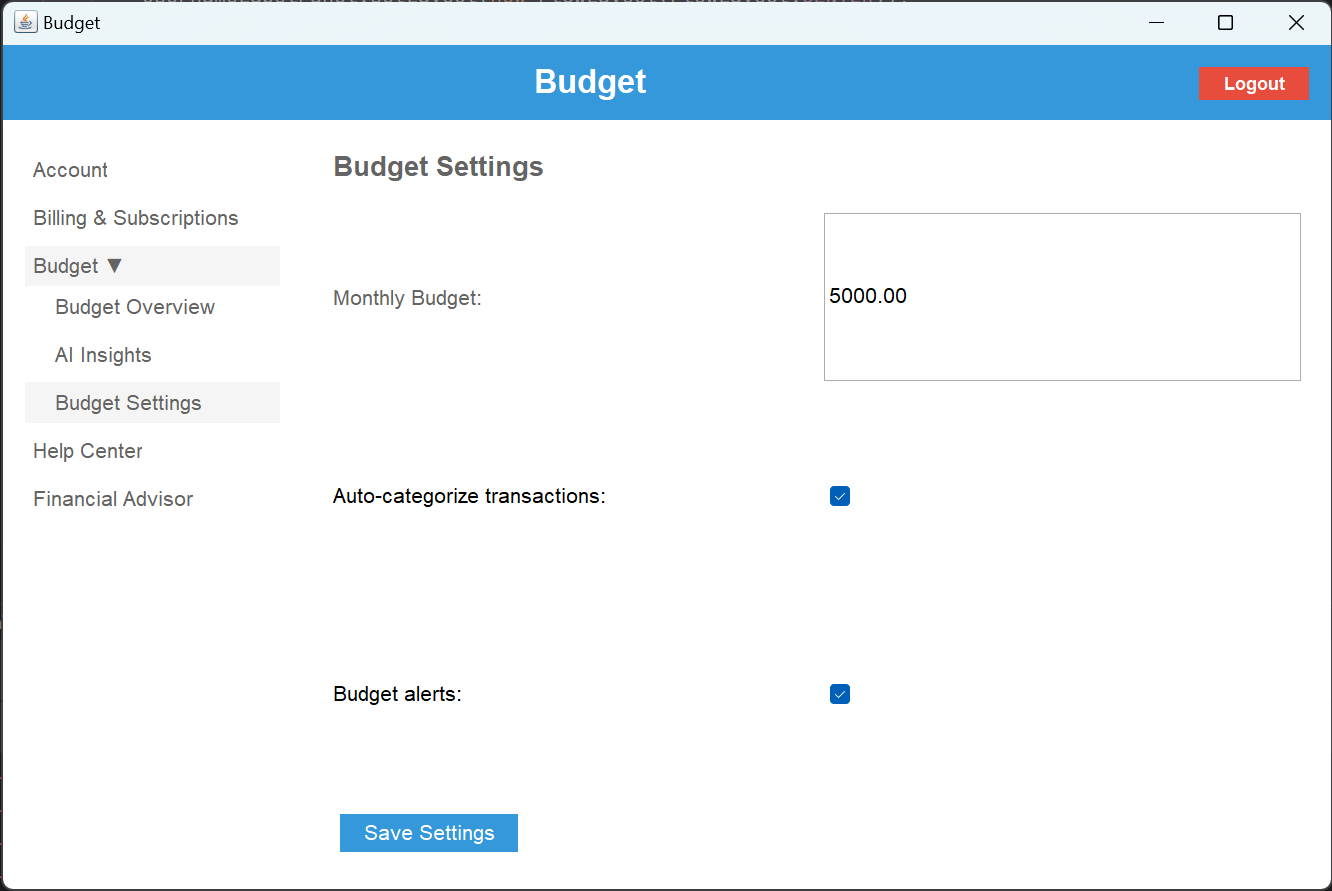 Budget
Budget
Logout
Account
Billing & Subscriptions
Budget ▼
Budget Overview
AI Insights
Budget Settings
Help Center
Financial Advisor
Budget Settings
Monthly Budget:
5000.00
Auto-categorize transactions:
Budget alerts:
Save Settings